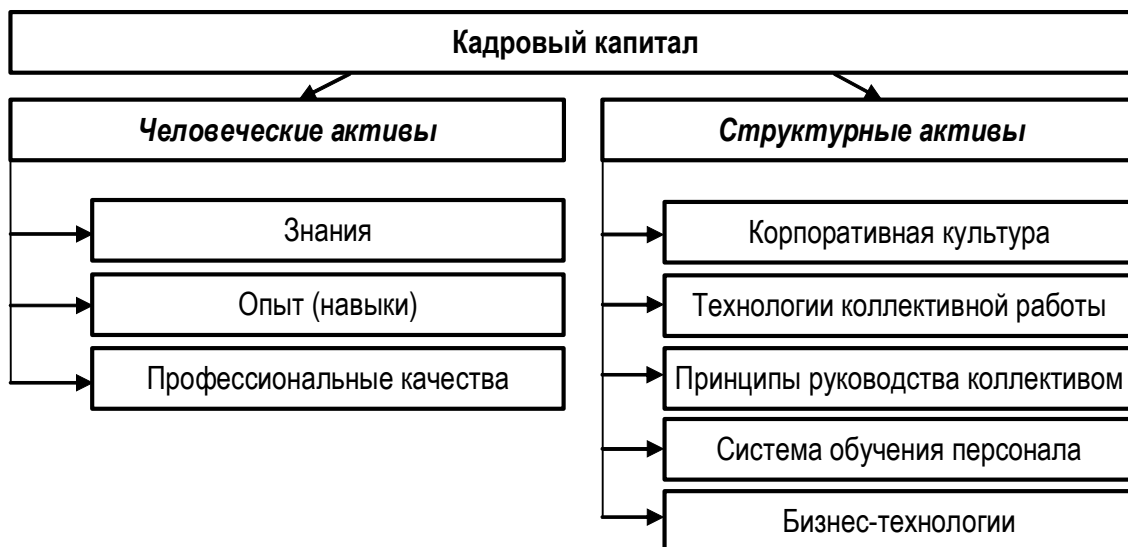 Кадровый капитал
Человеческие активы
Знания
Опыт (навыки)
Профессиональные качества
Структурные активы
Корпоративная культура
Технологии коллективной работы
Принципы руководства коллективом
Система обучения персонала
Бизнес-технологии